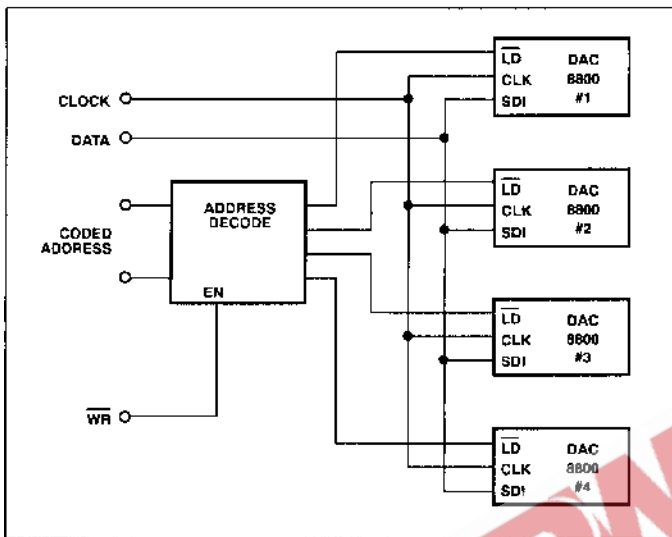 LD DAC
CLK 8800
SDI #1
CLOCK
DATA
LD DAC
CLK 8800
SDI #2
ADDRESS
DECODE
CODED
ADDRESS
EN
LD DAC
CLK 8800
SDI #3
WR
LD DAC
CLK 8800
SDI #4